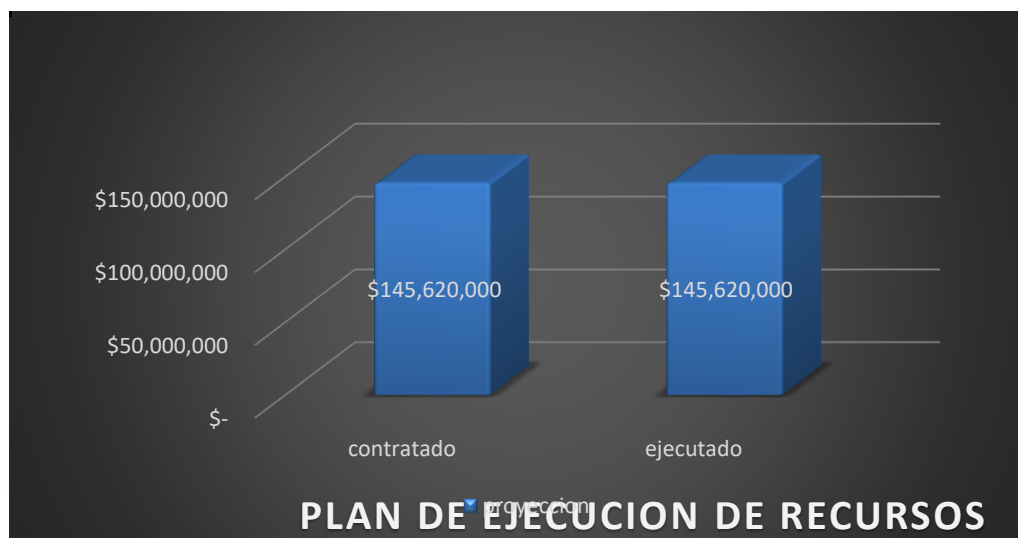 $150,000,000
$100,000,000
$50,000,000
$-
$145,620,000
$145,620,000
contratado
ejecutado
proyeccion
PLAN DE EJECUCION DE RECURSOS